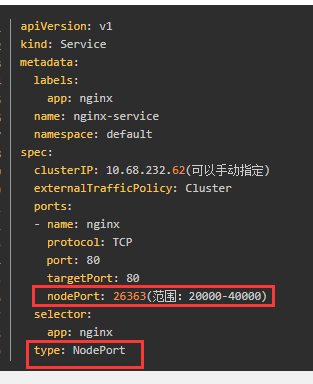 apiVersion: v1
kind: Service
metadata:
  labels:
    app: nginx
  name: nginx-service
  namespace: default
spec:
  clusterIP: 10.68.232.62(可以手动指定)
  externalTrafficPolicy: Cluster
  ports:
  - name: nginx
    protocol: TCP
    port: 80
    targetPort: 80
    nodePort: 26363(范围: 20000-40000)
  selector:
    app: nginx
  type: NodePort